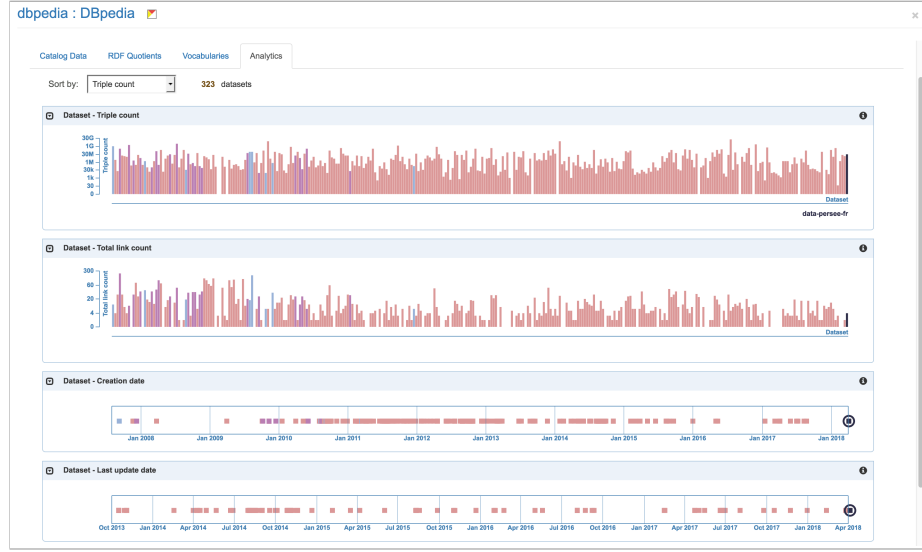 dbpedia : DBpedia
×
Catalog Data RDF Quotients Vocabularies Analytics
Sort by: Triple count 323 datasets
Dataset - Triple count
Triple count
30G
1G
30M
1M
30k
1k
30
0
Dataset
data-persee-fr
Dataset - Total link count
Total link count
300
60
20
4
0
Dataset
Dataset - Creation date
Jan 2008 Jan 2009 Jan 2010 Jan 2011 Jan 2012 Jan 2013 Jan 2014 Jan 2015 Jan 2016 Jan 2017 Jan 2018
Dataset - Last update date
Oct 2013 Jan 2014 Apr 2014 Jul 2014 Oct 2014 Jan 2015 Apr 2015 Jul 2015 Oct 2015 Jan 2016 Apr 2016 Jul 2016 Oct 2016 Jan 2017 Apr 2017 Jul 2017 Oct 2017 Jan 2018 Apr 2018